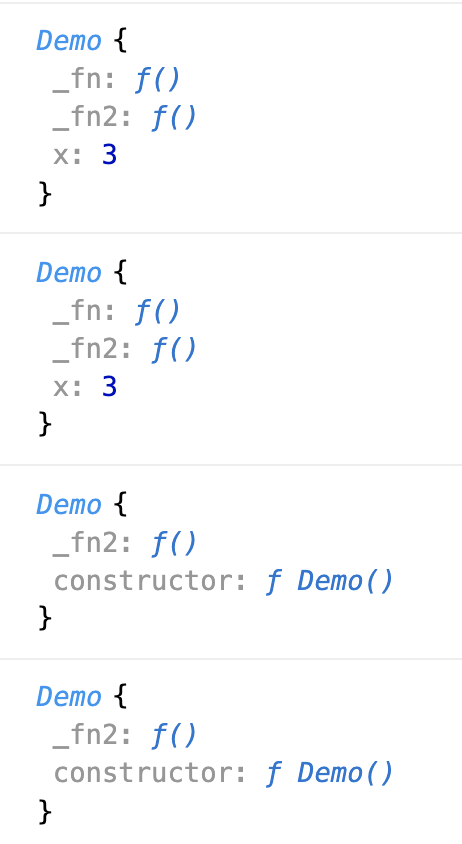 Demo {
_fn: f()
_fn2: f()
x: 3
}
Demo {
_fn: f()
_fn2: f()
x: 3
}
Demo {
_fn2: f()
constructor: f Demo()
}
Demo {
_fn2: f()
constructor: f Demo()
}